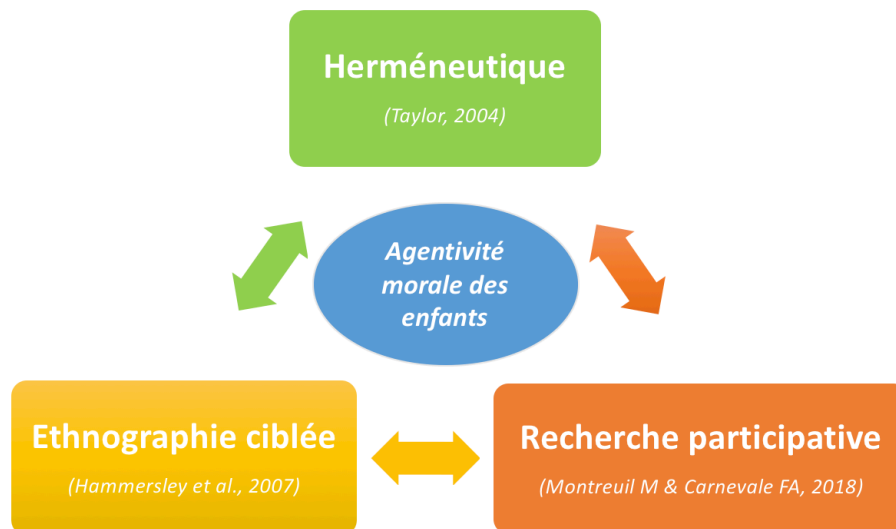 Herméneutique
(Taylor, 2004)
Agentivité
morale des
enfants
Ethnographie ciblée
(Hammersley et al., 2007)
Recherche participative
(Montreuil M & Carnevale FA, 2018)